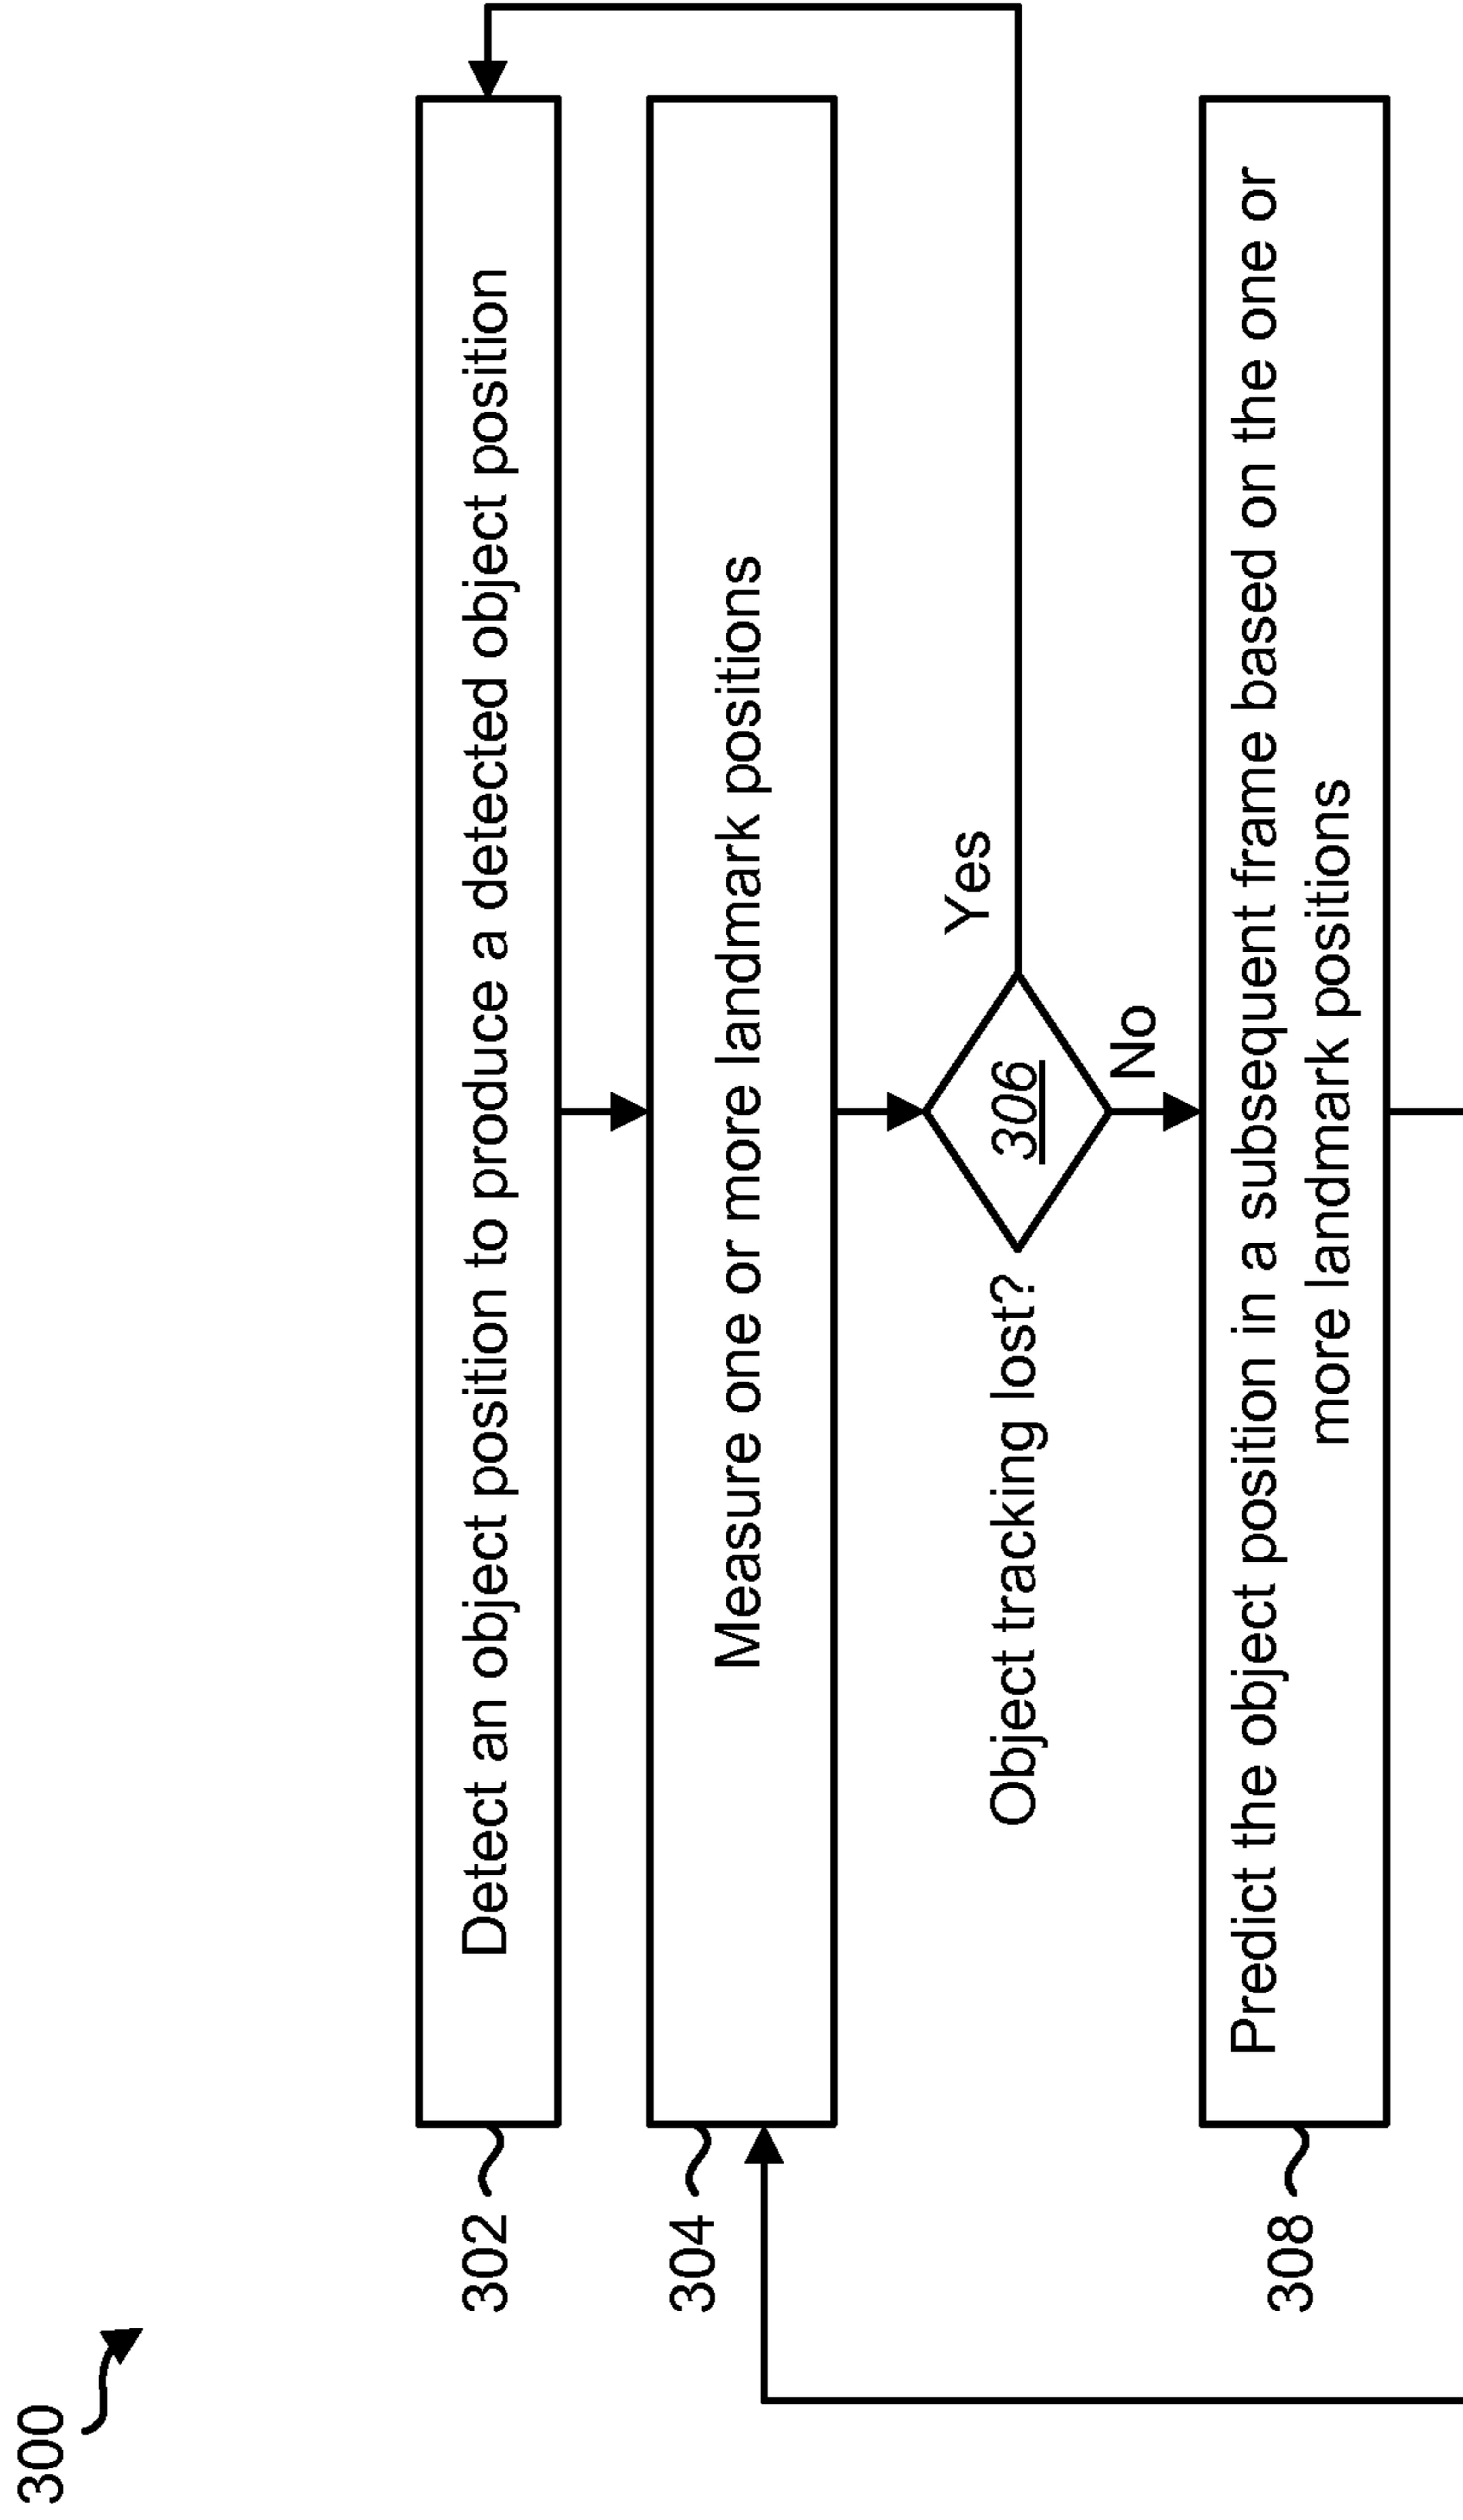 300
302
Detect an object position to produce a detected object position
304
Measure one or more landmark positions
Object tracking lost?
306
Yes
No
308
Predict the object position in a subsequent frame based on the one or
more landmark positions